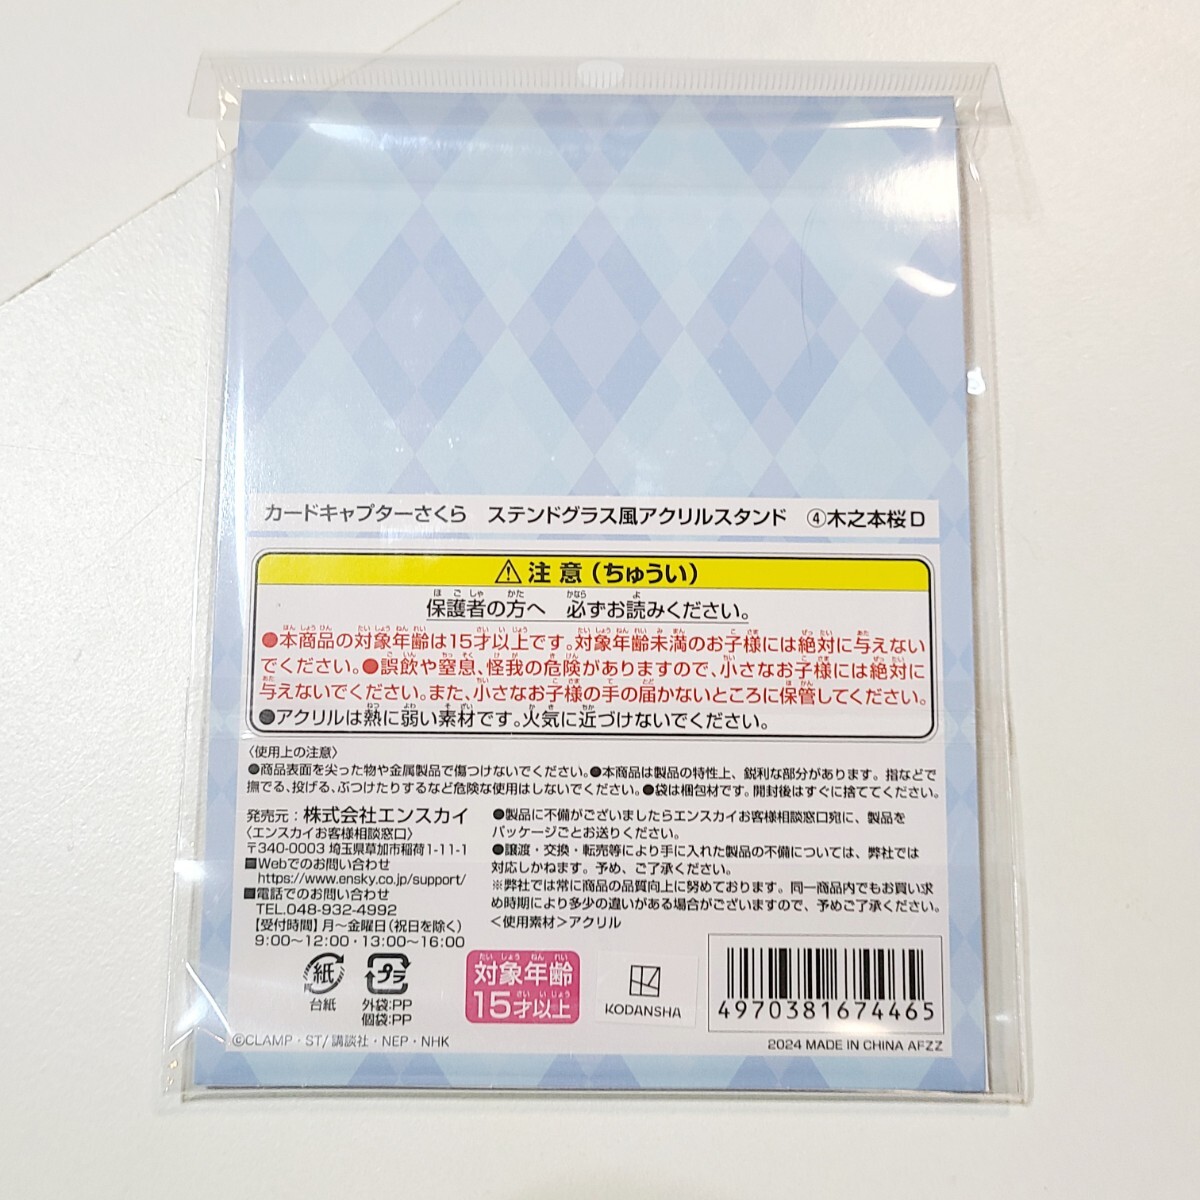 カードキャプターさくら　ステンドグラス風アクリルスタンド　④木之本桜D
注意(ちゅうい)
保護者の方へ　必ずお読みください。
●本商品の対象年齢は15才以上です。対象年齢未満のお子様には絶対に与えない
でください。●誤飲や窒息、怪我の危険がありますので、小さなお子様には絶対に
与えないでください。また、小さなお子様の手の届かないところに保管してください。
●アクリルは熱に弱い素材です。火気に近づけないでください。
〈使用上の注意〉
●商品表面を尖った物や金属製品で傷つけないでください。●本商品は製品の特性上、鋭利な部分があります。指などで
撫でる、投げる、ぶつけたりするなど危険な使用はしないでください。●袋は梱包材です。開封後はすぐに捨ててください。
発売元：株式会社エンスカイ
〈エンスカイお客様相談窓口〉
〒340-0003 埼玉県草加市稲荷1-11-1
■Webでのお問い合わせ
https://www.ensky.co.jp/support/
■電話でのお問い合わせ
TEL.048-932-4992
【受付時間】月～金曜日(祝日を除く)
9:00～12:00・13:00～16:00
●製品に不備がございましたらエンスカイお客様相談窓口宛に、製品を
パッケージごとお送りください。
●譲渡・交換・転売等により手に入れた製品の不備については、弊社では
対応しかねます。予め、ご了承ください。
※弊社では常に商品の品質向上に努めております。同一商品内でもお買い求
め時期により多少の違いがある場合がございますので、予めご了承ください。
＜使用素材＞アクリル
紙
台紙
プラ
外袋:PP
個袋:PP
対象年齢
15才以上
KODANSHA
4970381674465
©CLAMP・ST/講談社・NEP・NHK
2024 MADE IN CHINA AFZZ